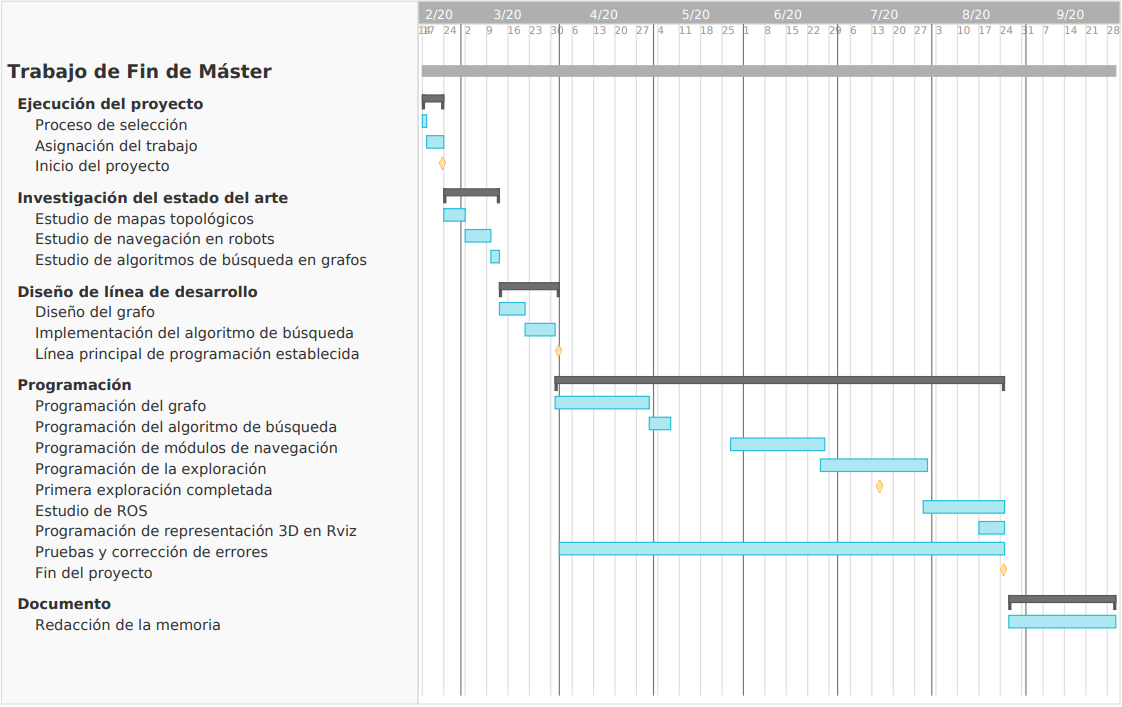 2/20 3/20 4/20 5/20 6/20 7/20 8/20 9/20
17 24 2 9 16 23 30 6 13 20 27 4 11 18 25 1 8 15 22 29 6 13 20 27 3 10 17 24 31 7 14 21 28
Trabajo de Fin de Máster
Ejecución del proyecto
Proceso de selección
Asignación del trabajo
Inicio del proyecto
Investigación del estado del arte
Estudio de mapas topológicos
Estudio de navegación en robots
Estudio de algoritmos de búsqueda en grafos
Diseño de línea de desarrollo
Diseño del grafo
Implementación del algoritmo de búsqueda
Línea principal de programación establecida
Programación
Programación del grafo
Programación del algoritmo de búsqueda
Programación de módulos de navegación
Programación de la exploración
Primera exploración completada
Estudio de ROS
Programación de representación 3D en Rviz
Pruebas y corrección de errores
Fin del proyecto
Documento
Redacción de la memoria